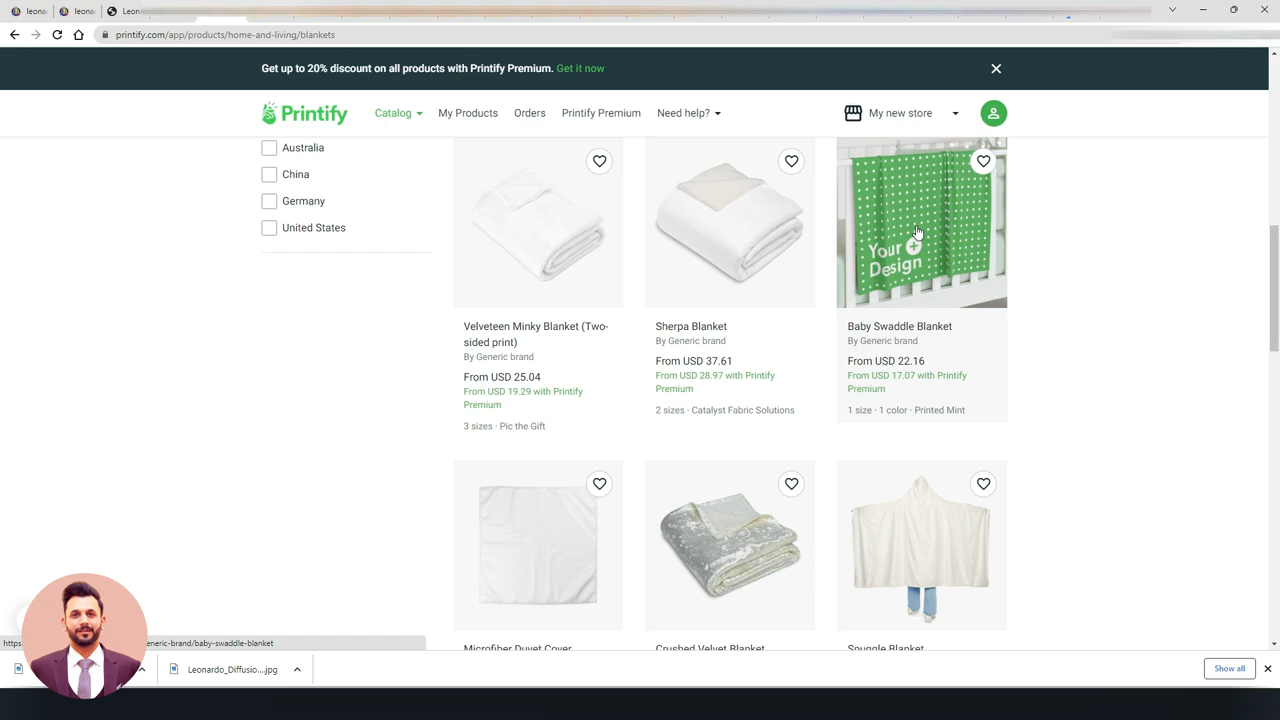 leona
leona
Leon
printify.com/app/products/home-and-living/blankets
Get up to 20% discount on all products with Printify Premium. Get it now
Printify
Catalog
My Products
Orders
Printify Premium
Need help?
My new store
Australia
China
Germany
United States
Your
Design
Velveteen Minky Blanket (Two-
sided print)
By Generic brand
From USD 25.04
From USD 19.29 with Printify
Premium
3 sizes · Pic the Gift
Sherpa Blanket
By Generic brand
From USD 37.61
From USD 28.97 with Printify
Premium
2 sizes · Catalyst Fabric Solutions
Baby Swaddle Blanket
By Generic brand
From USD 22.16
From USD 17.07 with Printify
Premium
1 size · 1 color · Printed Mint
Microfiber Duvet Cover
Crushed Velvet Blanket
Snuggle Blanket
https:
eneric-brand/baby-swaddle-blanket
Leonardo_Diffusio....jpg
Show all